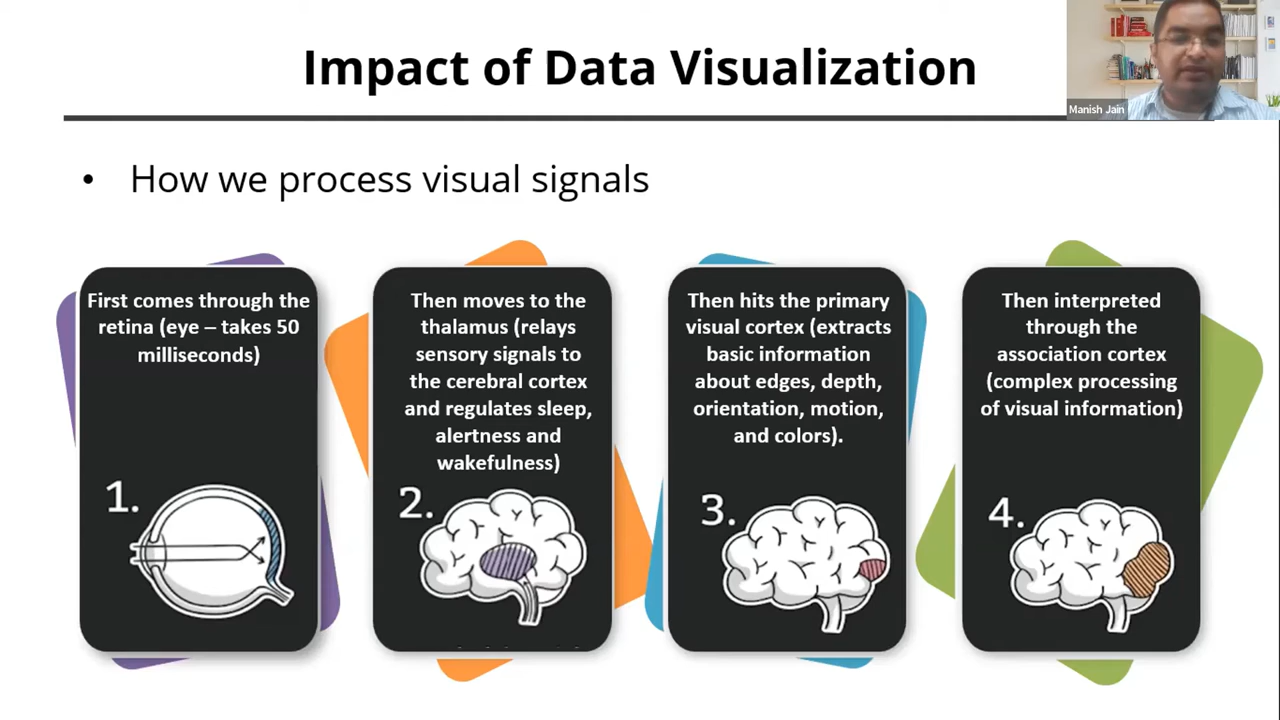 Impact of Data Visualization
Manish Jain
• How we process visual signals
First comes through the
retina (eye – takes 50
milliseconds)
1.
Then moves to the
thalamus (relays
sensory signals to
the cerebral cortex
and regulates sleep,
alertness and
wakefulness)
2.
Then hits the primary
visual cortex (extracts
basic information
about edges, depth,
orientation, motion,
and colors).
3.
Then interpreted
through the
association cortex
(complex processing
of visual information)
4.